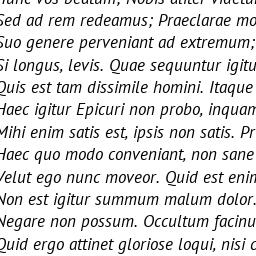 Nunc vos beatum; Nobis aliter videtur
Sed ad rem redeamus; Praeclarae mo
Suo genere perveniant ad extremum;
Si longus, levis. Quae sequuntur igitu
Quis est tam dissimile homini. Itaque
Haec igitur Epicuri non probo, inquam
Mihi enim satis est, ipsis non satis. Pr
Haec quo modo conveniant, non sane
Velut ego nunc moveor. Quid est enim
Non est igitur summum malum dolor.
Negare non possum. Occultum facinu
Quid ergo attinet gloriose loqui, nisi c